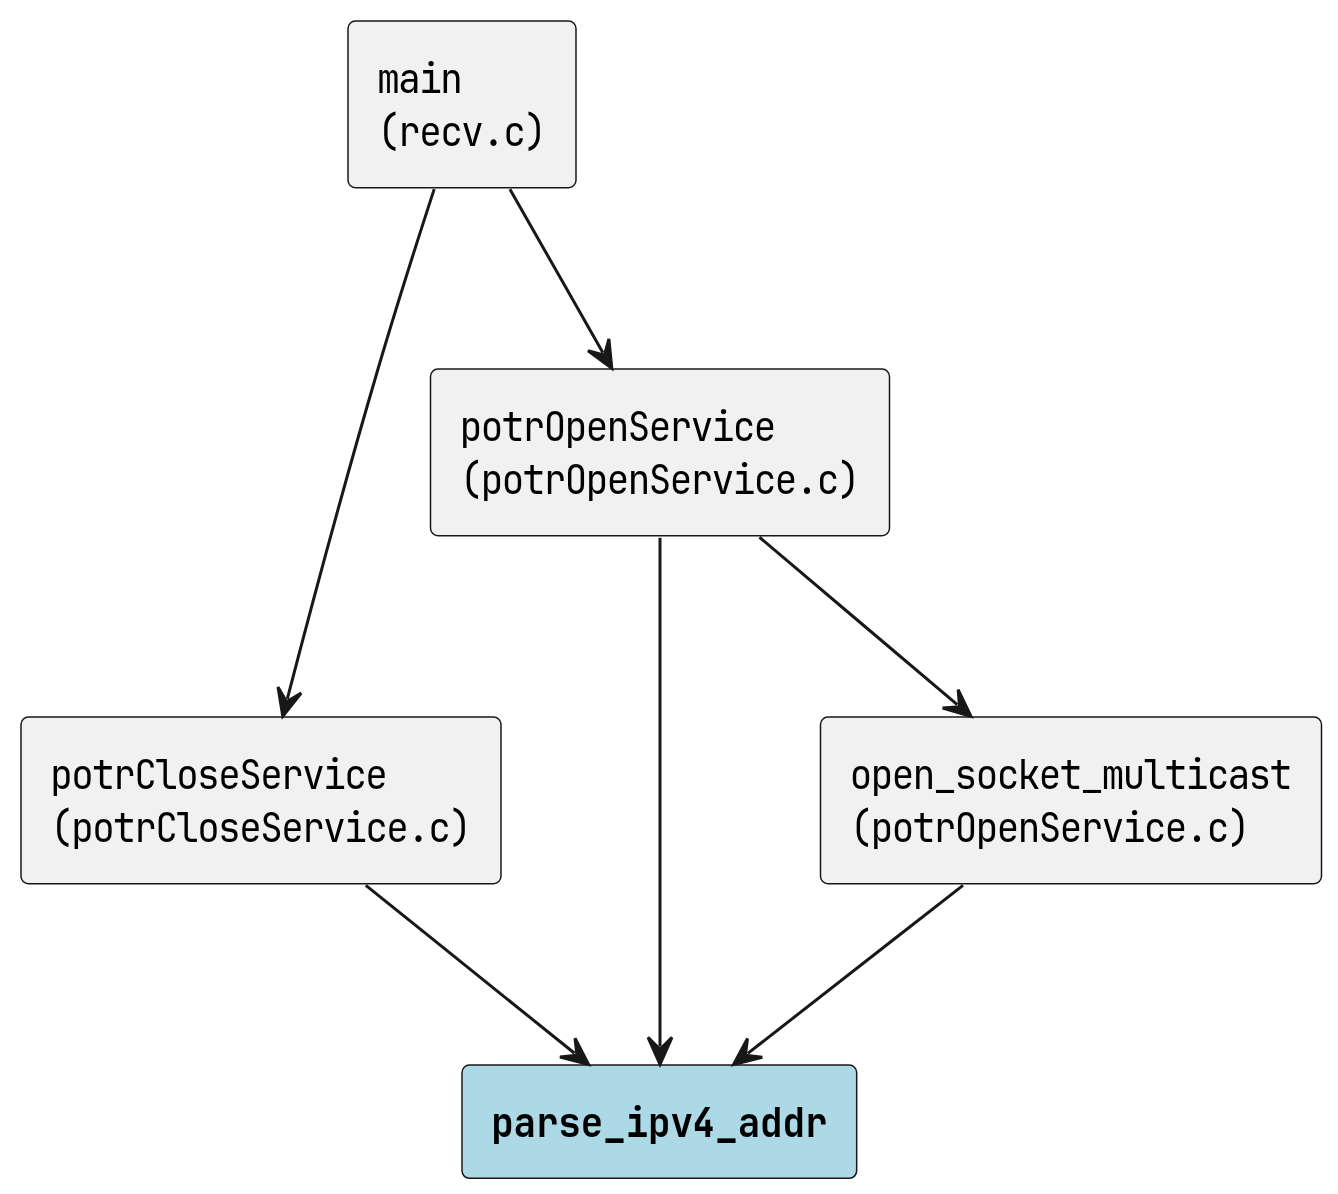 main
(recv.c)
potrOpenService
(potrOpenService.c)
potrCloseService
(potrCloseService.c)
open_socket_multicast
(potrOpenService.c)
parse_ipv4_addr